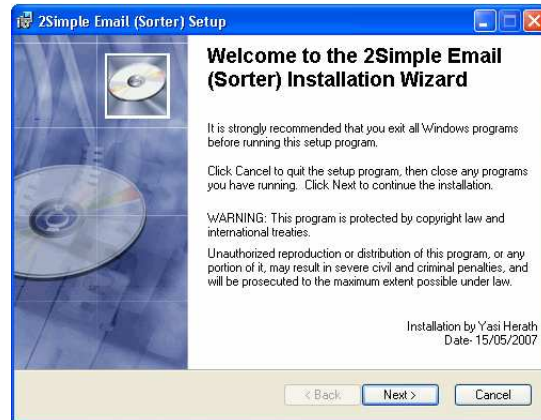 2Simple Email (Sorter) Setup
Welcome to the 2Simple Email
(Sorter) Installation Wizard
It is strongly recommended that you exit all Windows programs
before running this setup program.
Click Cancel to quit the setup program, then close any programs
you have running. Click Next to continue the installation.
WARNING: This program is protected by copyright law and
international treaties.
Unauthorized reproduction or distribution of this program, or any
portion of it, may result in severe civil and criminal penalties, and
will be prosecuted to the maximum extent possible under law.
Installation by Yasi Herath
Date- 15/05/2007
< Back
Next >
Cancel